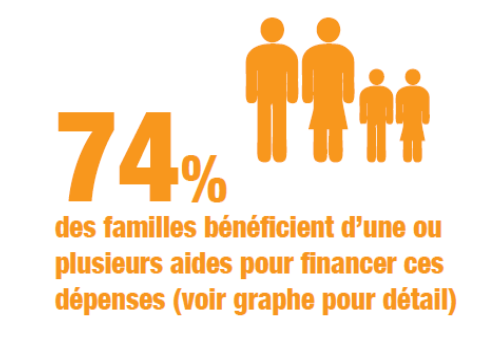 74%
des familles bénéficient d’une ou
plusieurs aides pour financer ces
dépenses (voir graphe pour détail)